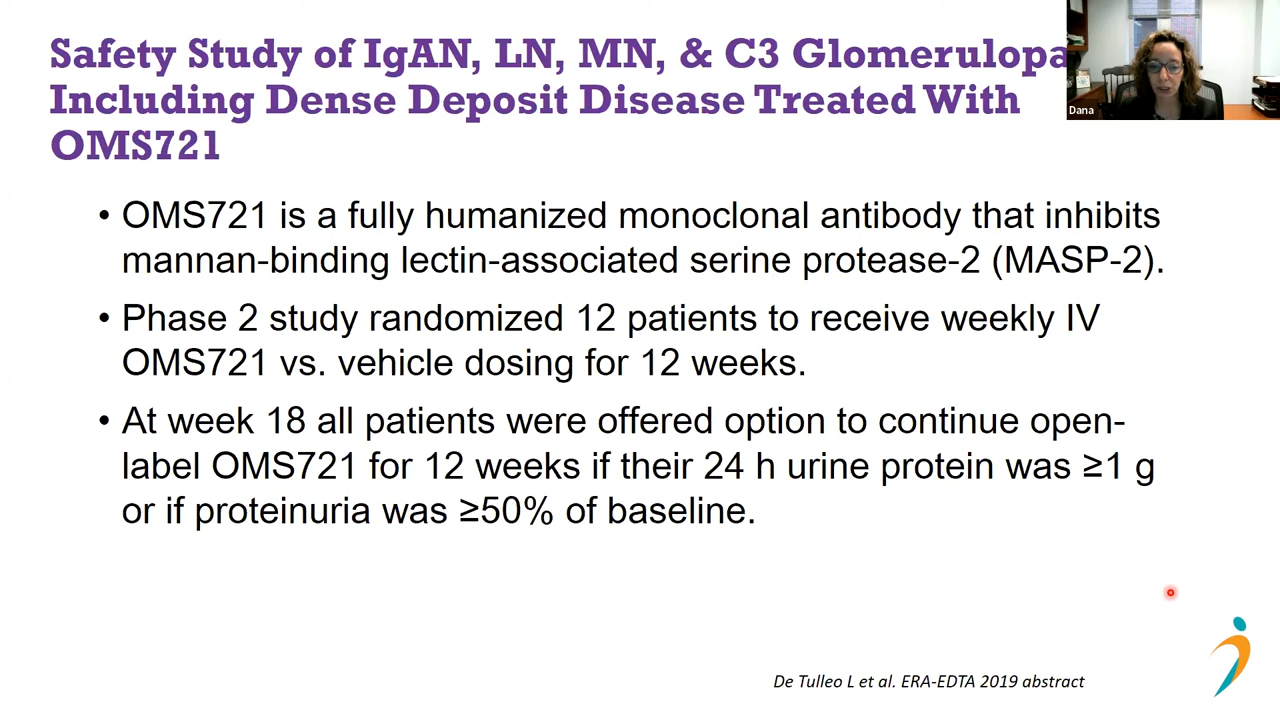 Safety Study of IgAN, LN, MN, & C3
Including Dense Deposit Disease Treated With
OMS721
Dana
• OMS721 is a fully humanized monoclonal antibody that inhibits
mannan-binding lectin-associated serine protease-2 (MASP-2).
• Phase 2 study randomized 12 patients to receive weekly IV
OMS721 vs. vehicle dosing for 12 weeks.
• At week 18 all patients were offered option to continue open-
label OMS721 for 12 weeks if their 24 h urine protein was ≥1 g
or if proteinuria was ≥50% of baseline.
De Tulleo L et al. ERA-EDTA 2019 abstract